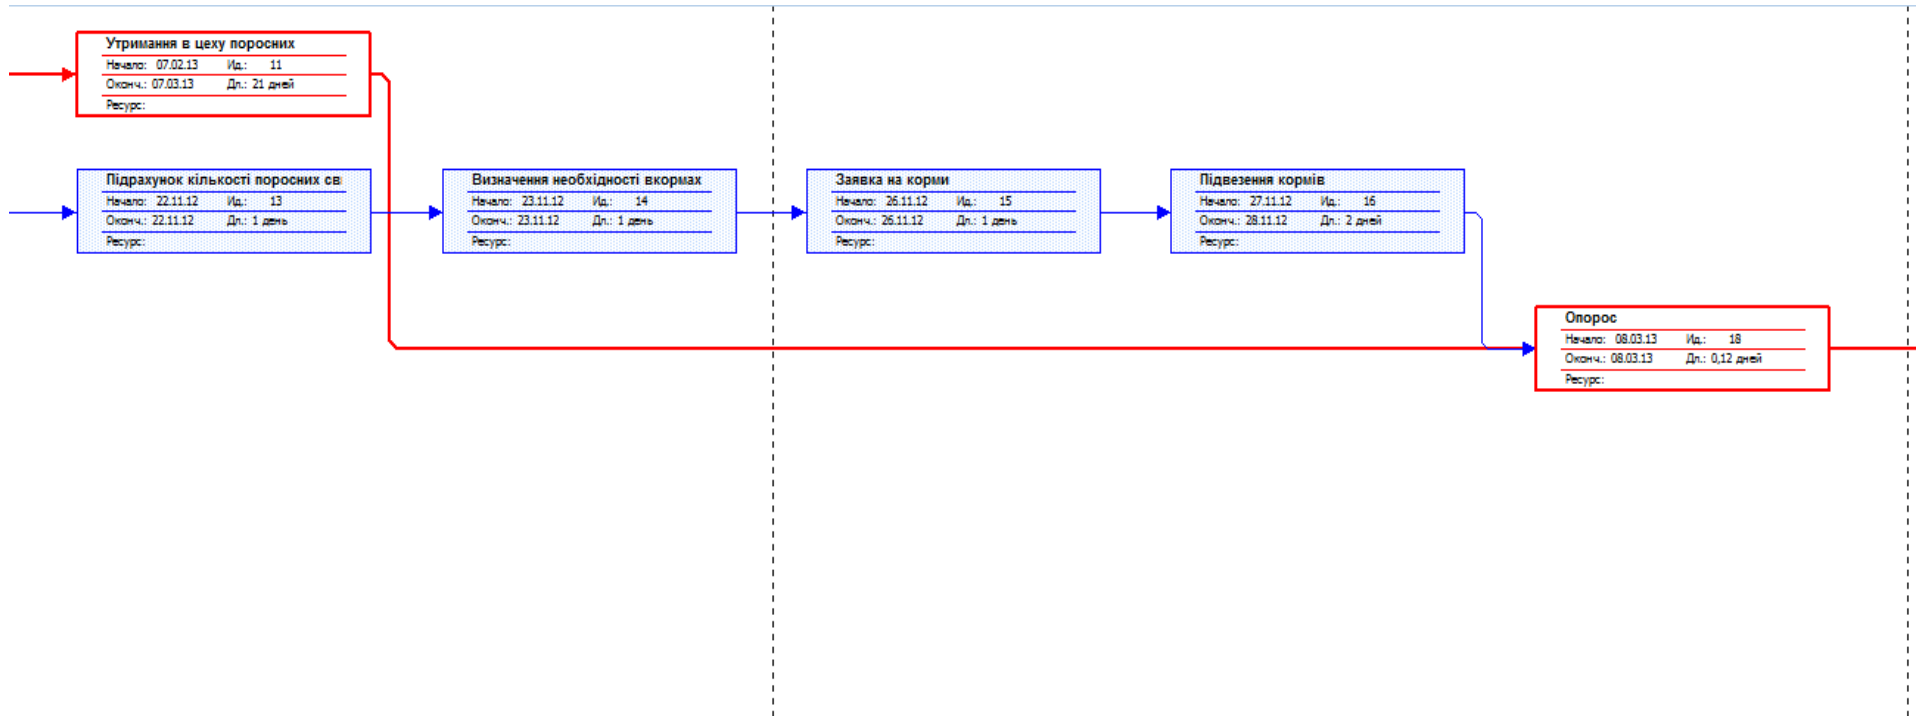 Утримання в цеху поросних
Начало: 07.02.13 Ид.: 11
Оконч.: 07.03.13 Дл.: 21 дней
Ресурс:
Підрахунок кількості поросних св
Начало: 22.11.12 Ид.: 13
Оконч.: 22.11.12 Дл.: 1 день
Ресурс:
Визначення необхідності вкормах
Начало: 23.11.12 Ид.: 14
Оконч.: 23.11.12 Дл.: 1 день
Ресурс:
Заявка на корми
Начало: 26.11.12 Ид.: 15
Оконч.: 26.11.12 Дл.: 1 день
Ресурс:
Підвезення кормів
Начало: 27.11.12 Ид.: 16
Оконч.: 28.11.12 Дл.: 2 дней
Ресурс:
Опорос
Начало: 08.03.13 Ид.: 18
Оконч.: 08.03.13 Дл.: 0,12 дней
Ресурс: